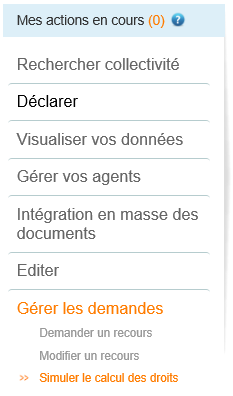 Mes actions en cours (0) ?
Rechercher collectivité
Déclarer
Visualiser vos données
Gérer vos agents
Intégration en masse des
documents
Editer
Gérer les demandes
Demander un recours
Modifier un recours
» Simuler le calcul des droits